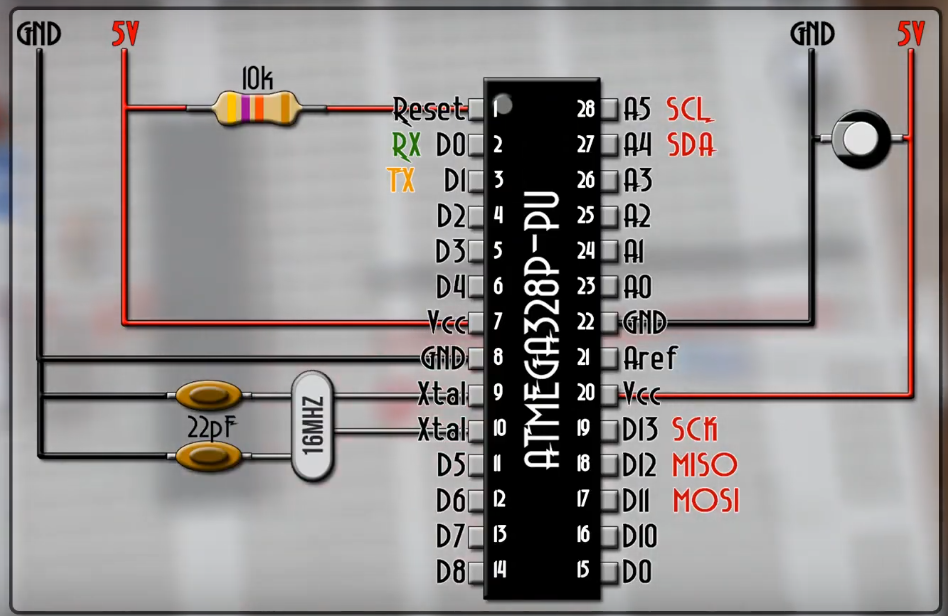 GND 5V GND 5V
10k
Reset 1 28 A5 SCL
RX D0 2 27 A4 SDA
TX D1 3 26 A3
D2 4 25 A2
D3 5 24 A1
D4 6 23 A0
Vcc 7 22 GND
GND 8 21 Aref
Xtal 9 20 Vcc
22pF
Xtal 10 19 D13 SCK
D5 11 18 D12 MISO
D6 12 17 D11 MOSI
D7 13 16 D10
D8 14 15 D0
16MHZ
ATMEGA328P-PU